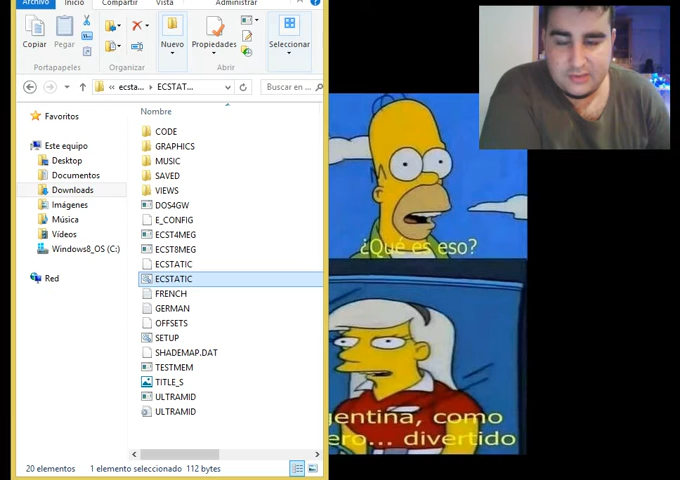 Archivo Inicio Compartir Vista Administrar
Copiar Pegar Nuevo Propiedades Seleccionar
Portapapeles Organizar Abrir
« ecsta... ▸ ECSTAT... Buscar en ...
Nombre
Favoritos
Este equipo
Desktop
Documentos
Downloads
Imágenes
Música
Vídeos
Windows8_OS (C:)
Red
CODE
GRAPHICS
MUSIC
SAVED
VIEWS
DOS4GW
E_CONFIG
ECST4MEG
ECST8MEG
ECSTATIC
ECSTATIC
FRENCH
GERMAN
OFFSETS
SETUP
SHADEMAP.DAT
TESTMEM
TITLE_S
ULTRAMID
ULTRAMID
20 elementos 1 elemento seleccionado 112 bytes
¿Qué es eso?
gentina, como
ero... divertido